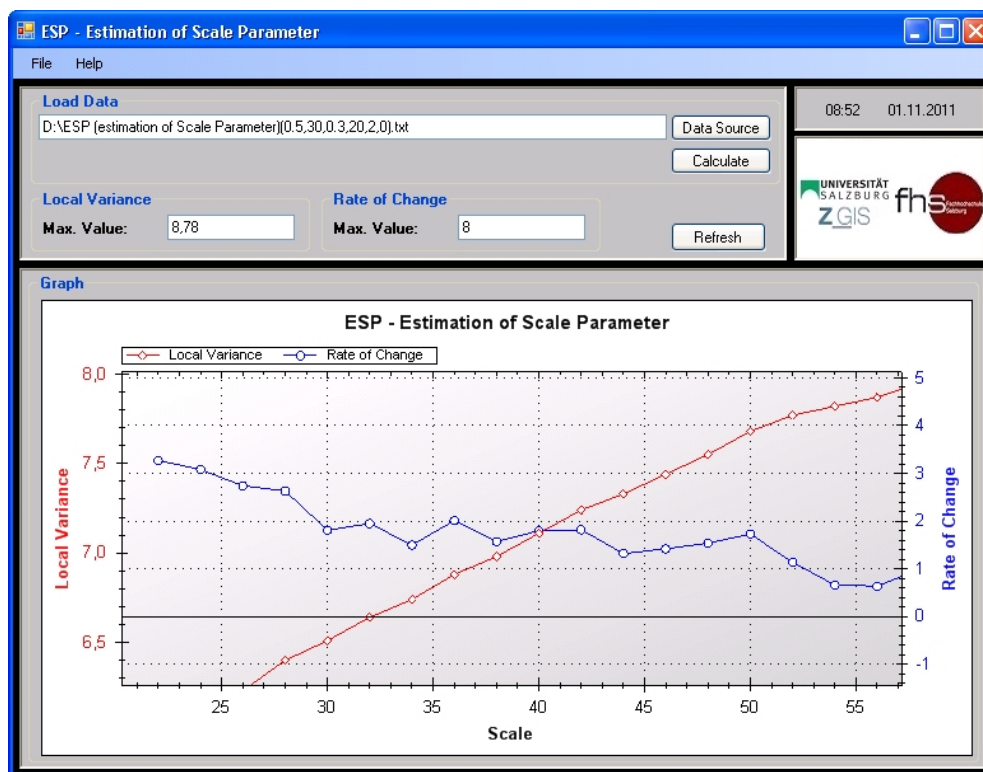 ESP - Estimation of Scale Parameter
File Help
Load Data
D:\ESP (estimation of Scale Parameter)(0.5,30,0.3,20,2,0).txt
Data Source
Calculate
08:52 01.11.2011
UNIVERSITÄT
SALZBURG
Z_GIS
fhs
Fachhochschule
Salzburg
Local Variance
Max. Value: 8,78
Rate of Change
Max. Value: 8
Refresh
Graph
ESP - Estimation of Scale Parameter
Local Variance Rate of Change
8,0
7,5
7,0
6,5
Local Variance
5
4
3
2
1
0
-1
Rate of Change
25 30 35 40 45 50 55
Scale